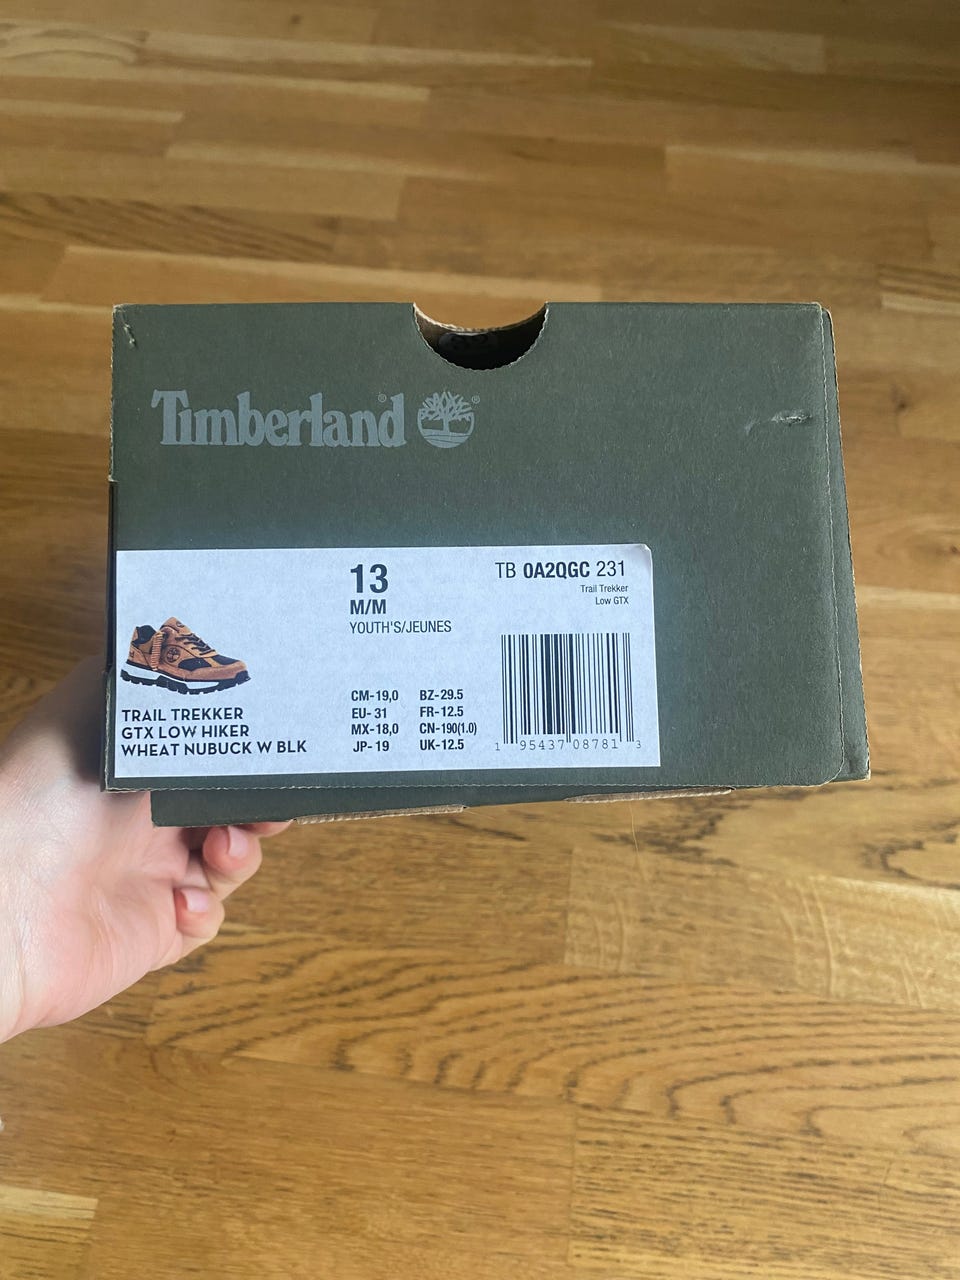 Timberland®
13
M/M
YOUTH'S/JEUNES
TB 0A2QGC 231
Trail Trekker
Low GTX
TRAIL TREKKER
GTX LOW HIKER
WHEAT NUBUCK W BLK
CM-19,0 BZ-29.5
EU- 31 FR-12.5
MX-18,0 CN-190(1.0)
JP- 19 UK-12.5
1 95437 08781 3